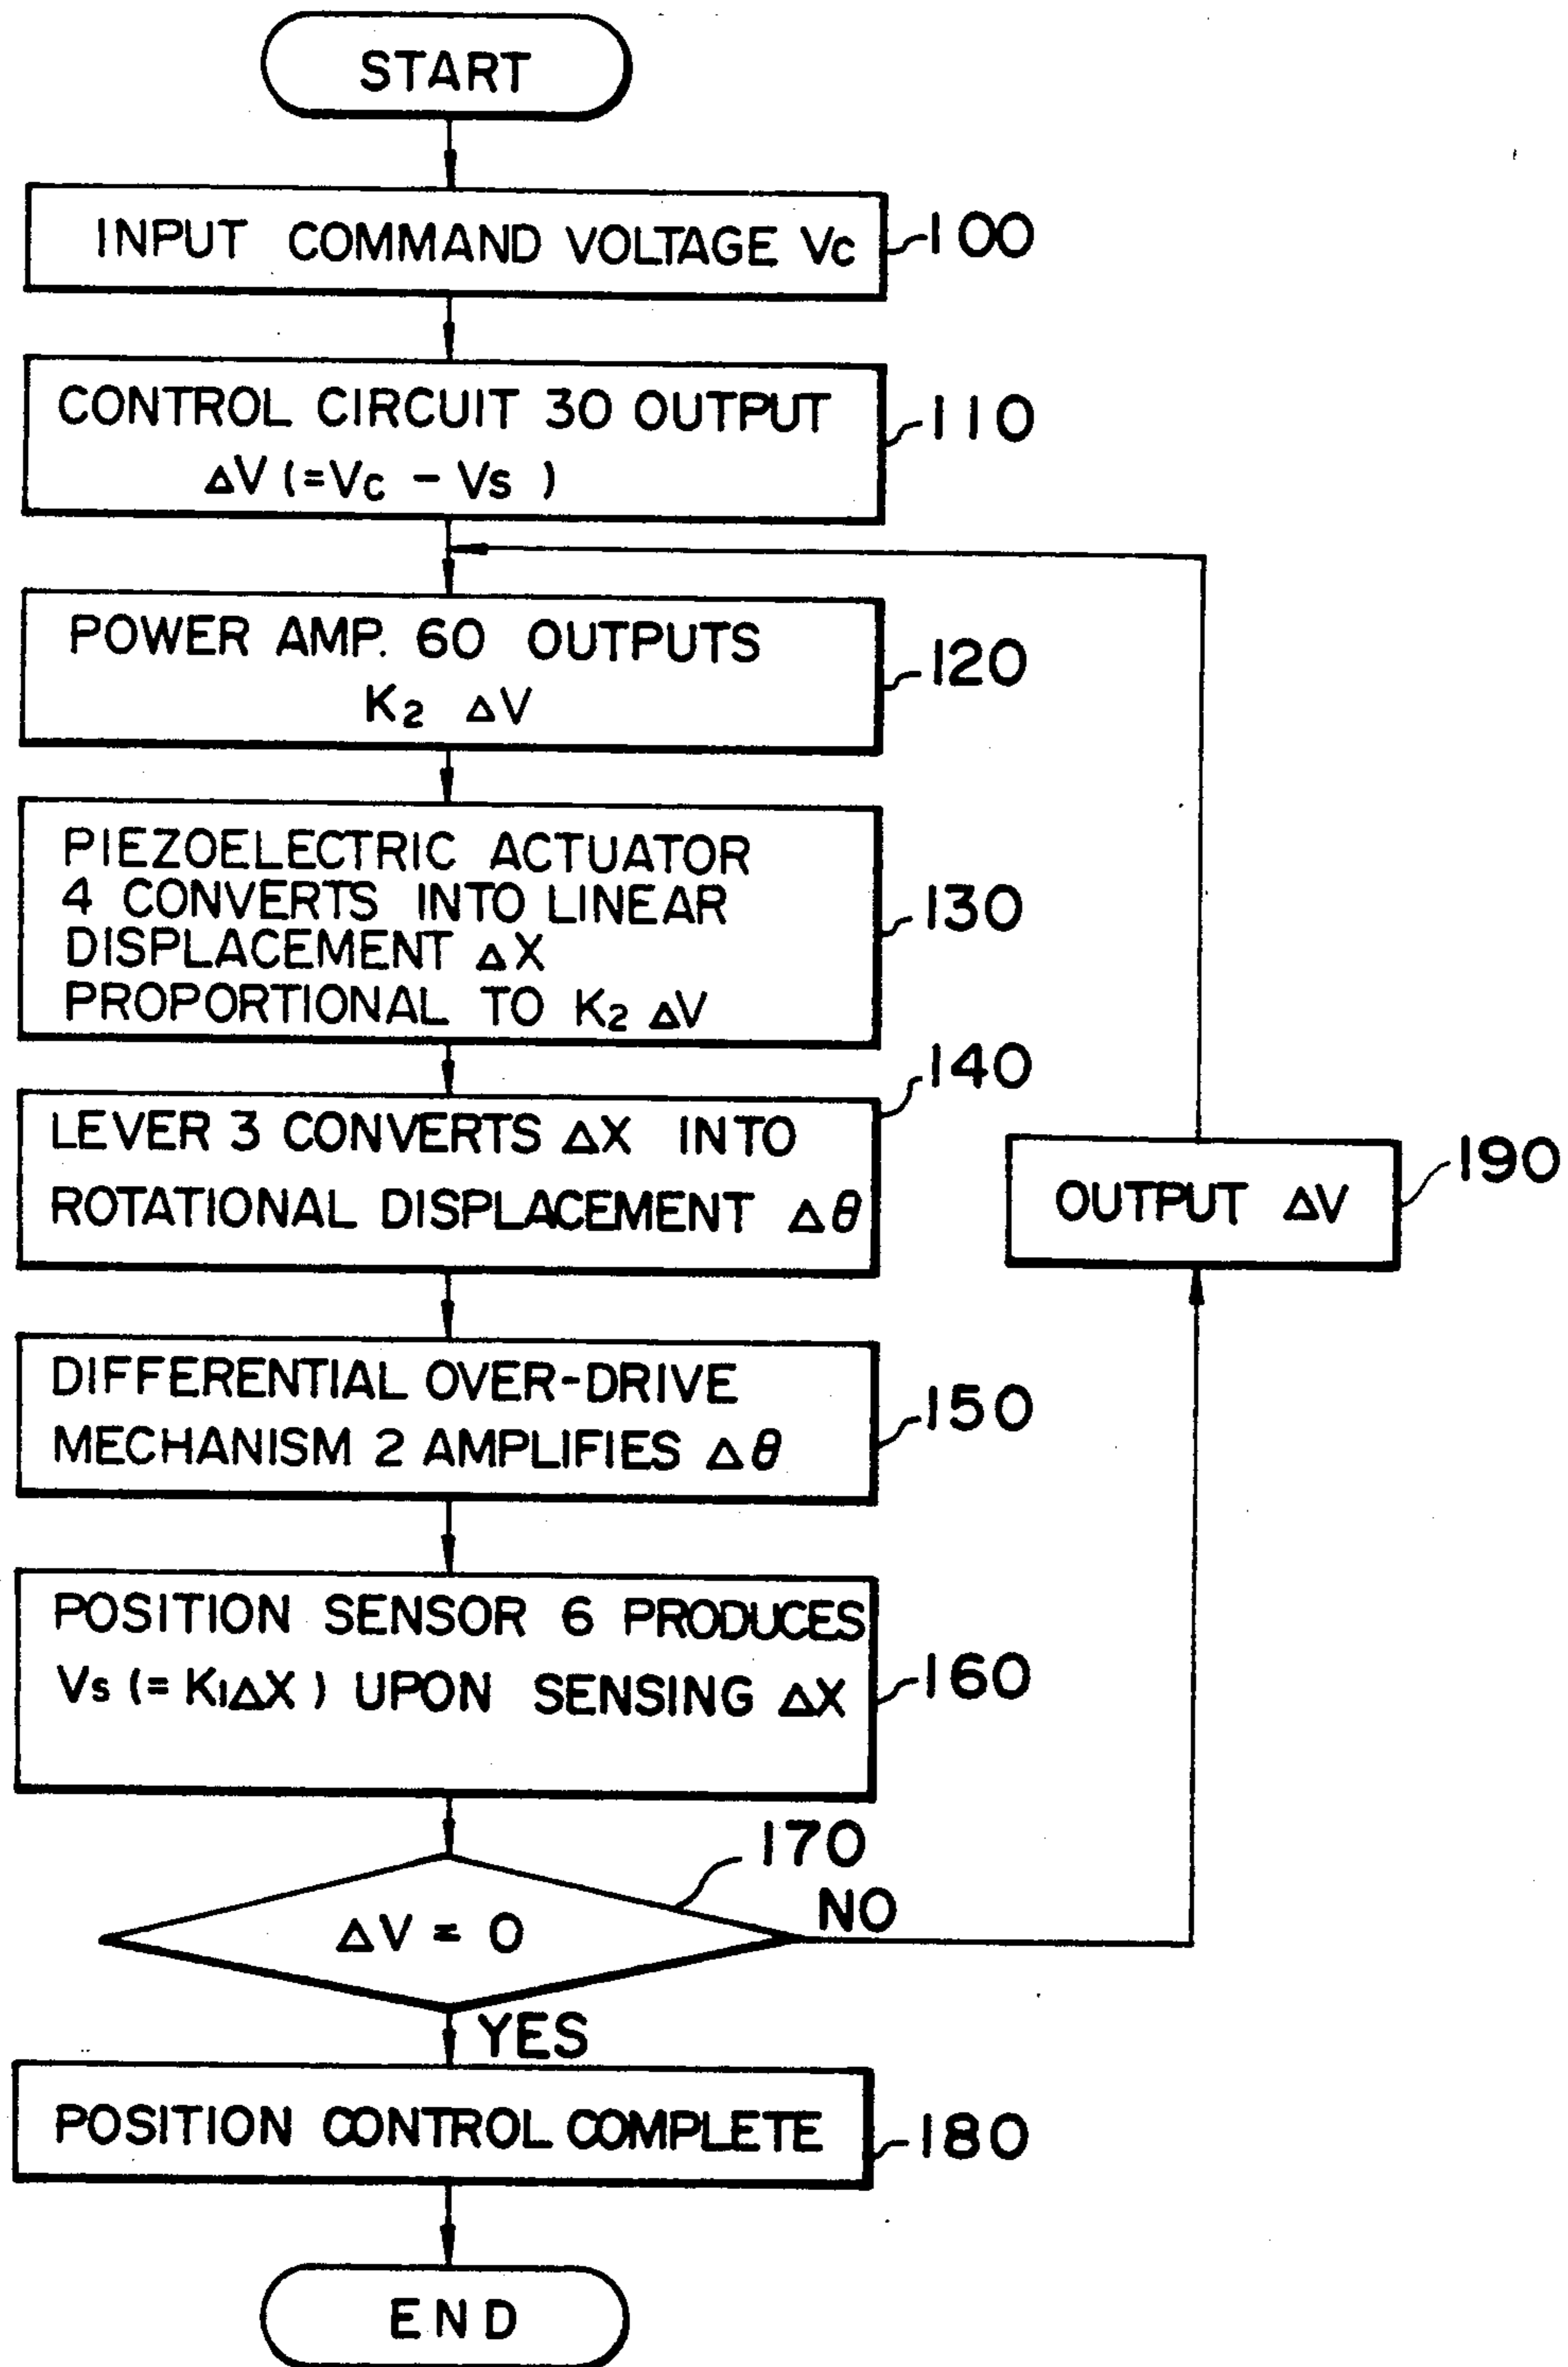 START
INPUT COMMAND VOLTAGE Vc
100
CONTROL CIRCUIT 30 OUTPUT
ΔV (=Vc - Vs )
110
POWER AMP. 60 OUTPUTS
K2 ΔV
120
PIEZOELECTRIC ACTUATOR
4 CONVERTS INTO LINEAR
DISPLACEMENT ΔX
PROPORTIONAL TO K2 ΔV
130
LEVER 3 CONVERTS ΔX INTO
ROTATIONAL DISPLACEMENT Δθ
140
OUTPUT ΔV
190
DIFFERENTIAL OVER-DRIVE
MECHANISM 2 AMPLIFIES Δθ
150
POSITION SENSOR 6 PRODUCES
Vs (= K1ΔX ) UPON SENSING ΔX
160
170
ΔV = 0
NO
YES
POSITION CONTROL COMPLETE
180
END